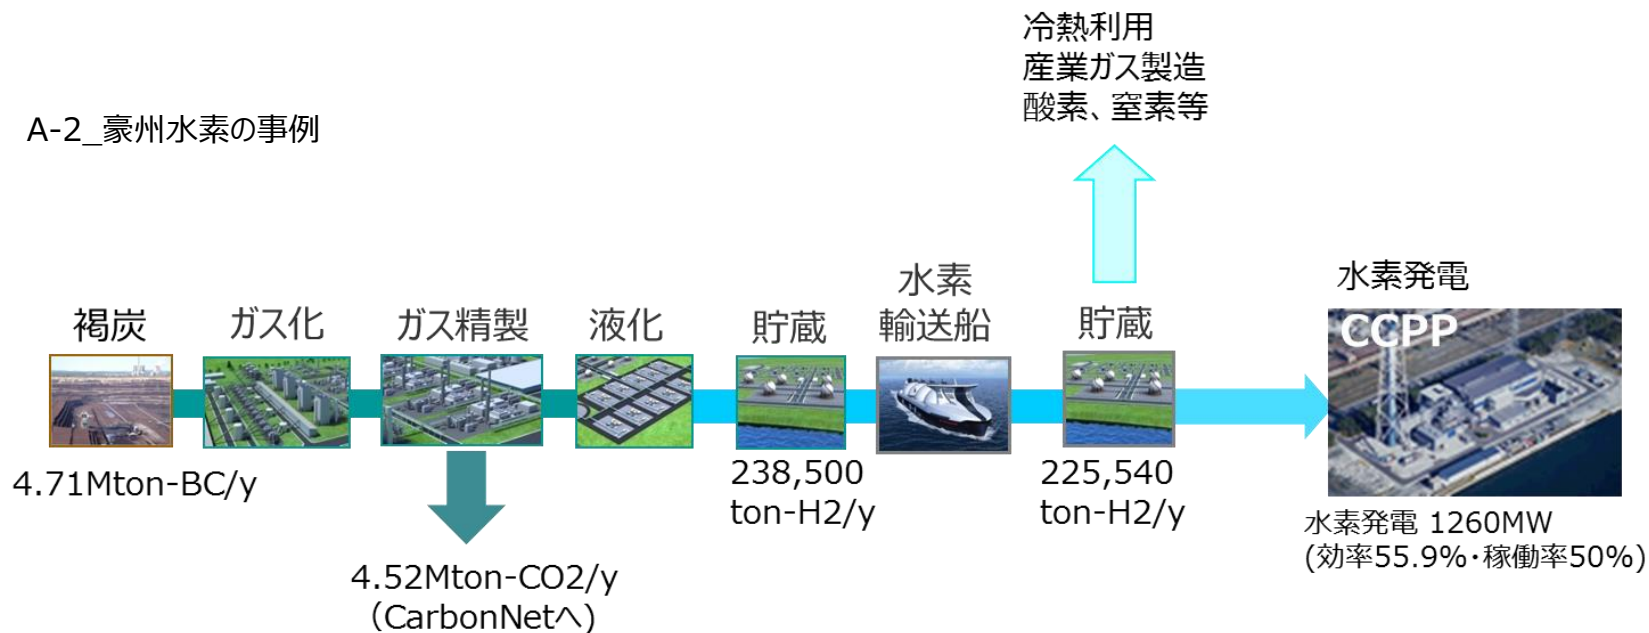 冷熱利用
産業ガス製造
酸素、窒素等
A-2_豪州水素の事例
褐炭
ガス化
ガス精製
液化
貯蔵
水素
輸送船
貯蔵
水素発電
CCPP
4.71Mton-BC/y
238,500
ton-H2/y
225,540
ton-H2/y
水素発電 1260MW
(効率55.9%・稼働率50%)
4.52Mton-CO2/y
（CarbonNetへ)